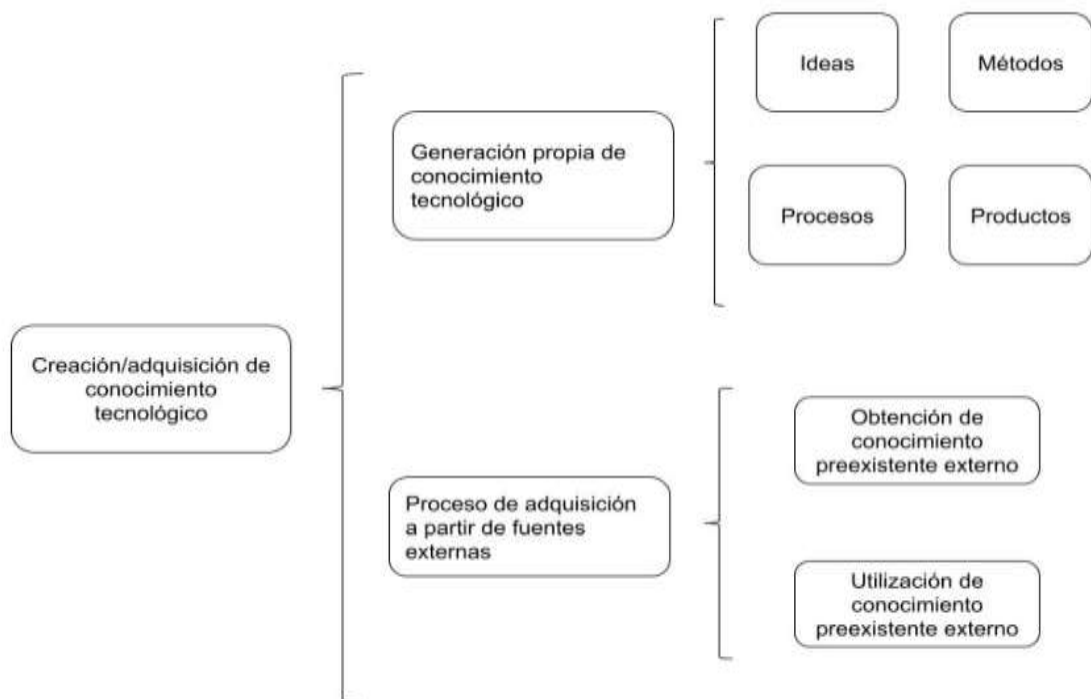 Creación/adquisición de
conocimiento
tecnológico
Generación propia de
conocimiento
tecnológico
Ideas
Métodos
Procesos
Productos
Proceso de adquisición
a partir de fuentes
externas
Obtención de
conocimiento
preexistente externo
Utilización de
conocimiento
preexistente externo